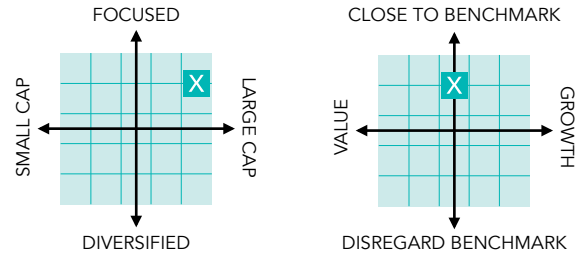 FOCUSED
SMALL CAP
X
LARGE CAP
DIVERSIFIED
CLOSE TO BENCHMARK
VALUE
X
GROWTH
DISREGARD BENCHMARK